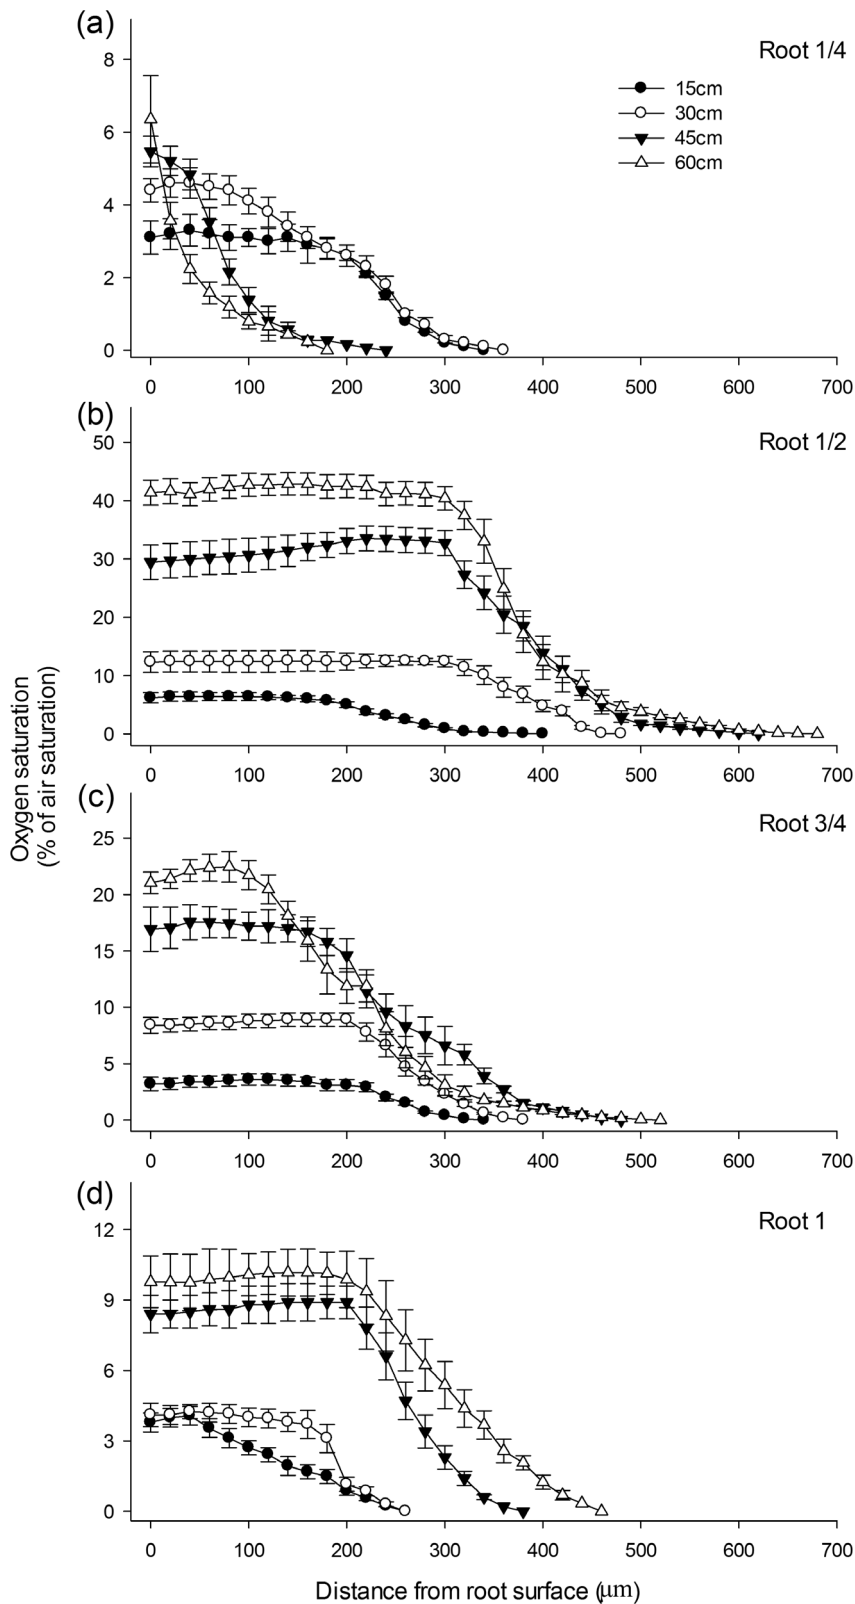 (a)
Root 1/4
15cm
30cm
45cm
60cm
8
6
4
2
0
0 100 200 300 400 500 600 700
(b)
Root 1/2
50
40
30
20
10
0
0 100 200 300 400 500 600 700
Oxygen saturation
(% of air saturation)
(c)
Root 3/4
25
20
15
10
5
0
0 100 200 300 400 500 600 700
(d)
Root 1
12
9
6
3
0
0 100 200 300 400 500 600 700
Distance from root surface (μm)